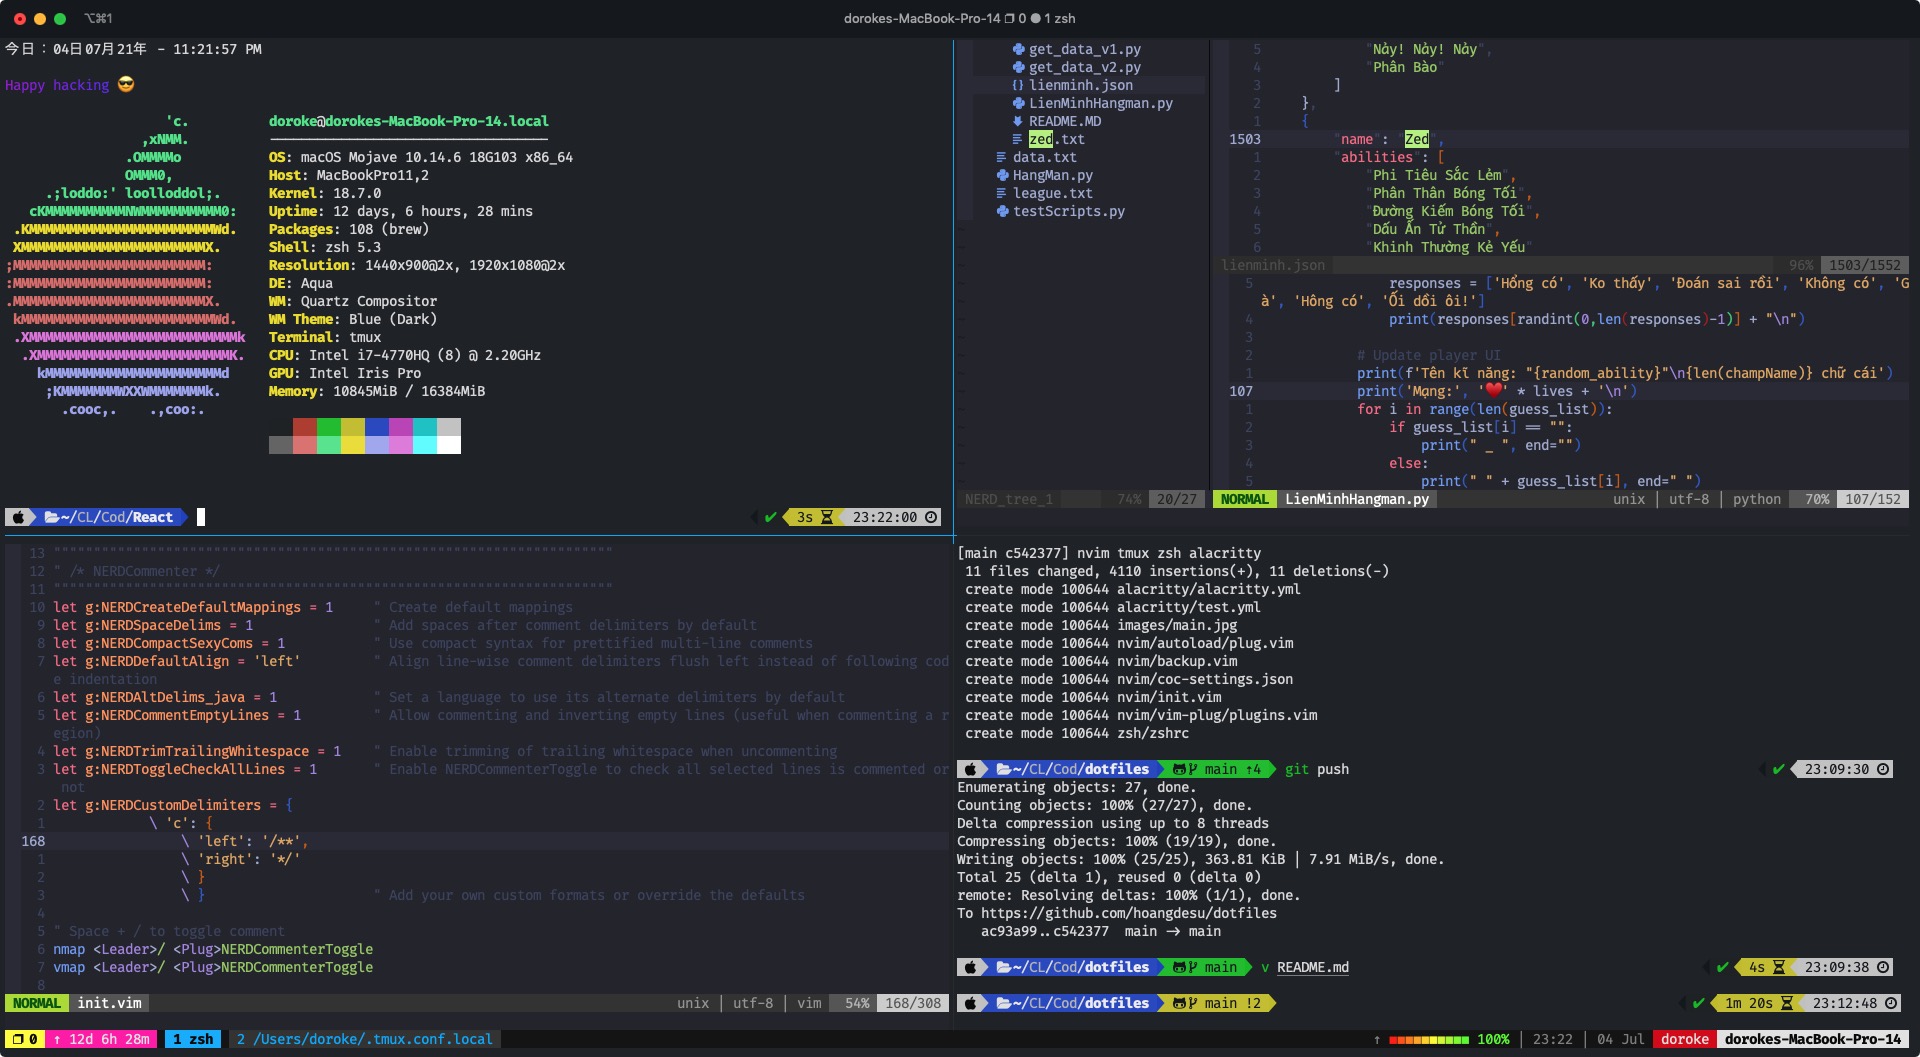 ⌥⌘1
dorokes-MacBook-Pro-14 ❐ 0 ● 1 zsh
今日：04日07月21年 - 11:21:57 PM
Happy hacking 😎
'c.
,xNMM.
.OMMMMo
OMMM0,
.;loddo:' loolloddol;.
cKMMMMMMMMMMNWMMMMMMMMMM0:
.KMMMMMMMMMMMMMMMMMMMMMMMWd.
XMMMMMMMMMMMMMMMMMMMMMMMX.
;MMMMMMMMMMMMMMMMMMMMMMMM:
:MMMMMMMMMMMMMMMMMMMMMMMM:
.MMMMMMMMMMMMMMMMMMMMMMMMX.
kMMMMMMMMMMMMMMMMMMMMMMMMWd.
.XMMMMMMMMMMMMMMMMMMMMMMMMMMk
.XMMMMMMMMMMMMMMMMMMMMMMMMK.
kMMMMMMMMMMMMMMMMMMMMMMd
;KMMMMMMMWXXWMMMMMMMk.
.cooc,.    .,coo:.
doroke@dorokes-MacBook-Pro-14.local
-----------------------------------
OS: macOS Mojave 10.14.6 18G103 x86_64
Host: MacBookPro11,2
Kernel: 18.7.0
Uptime: 12 days, 6 hours, 28 mins
Packages: 108 (brew)
Shell: zsh 5.3
Resolution: 1440x900@2x, 1920x1080@2x
DE: Aqua
WM: Quartz Compositor
WM Theme: Blue (Dark)
Terminal: tmux
CPU: Intel i7-4770HQ (8) @ 2.20GHz
GPU: Intel Iris Pro
Memory: 10845MiB / 16384MiB
~/CL/Cod/React ✔ 3s 23:22:00
get_data_v1.py
get_data_v2.py
{} lienminh.json
LienMinhHangman.py
README.MD
zed.txt
data.txt
HangMan.py
league.txt
testScripts.py
NERD_tree_1 74% 20/27
5 "Nảy! Nảy! Nảy",
4 "Phân Bào"
3 ]
2 },
1 {
1503 "name": "Zed",
1 "abilities": [
2 "Phi Tiêu Sắc Lẻm",
3 "Phân Thân Bóng Tối",
4 "Đường Kiếm Bóng Tối",
5 "Dấu Ấn Tử Thần",
6 "Khinh Thường Kẻ Yếu"
lienminh.json 96% 1503/1552
5 responses = ['Hổng có', 'Ko thấy', 'Đoán sai rồi', 'Không có', 'G
à', 'Hông có', 'Ối dồi ôi!']
4 print(responses[randint(0,len(responses)-1)] + "\n")
3
2 # Update player UI
1 print(f'Tên kĩ năng: "{random_ability}"\n{len(champName)} chữ cái')
107 print('Mạng:', '❤️' * lives + '\n')
1 for i in range(len(guess_list)):
2 if guess_list[i] == "":
3 print(" _ ", end="")
4 else:
5 print(" " + guess_list[i], end=" ")
NORMAL LienMinhHangman.py unix | utf-8 | python 70% 107/152
13 """"""""""""""""""""""""""""""""""""""""""""""""""""""""""""""""""""""
12 " /* NERDCommenter */
11 """"""""""""""""""""""""""""""""""""""""""""""""""""""""""""""""""""""
10 let g:NERDCreateDefaultMappings = 1 " Create default mappings
9 let g:NERDSpaceDelims = 1 " Add spaces after comment delimiters by default
8 let g:NERDCompactSexyComs = 1 " Use compact syntax for prettified multi-line comments
7 let g:NERDDefaultAlign = 'left' " Align line-wise comment delimiters flush left instead of following cod
e indentation
6 let g:NERDAltDelims_java = 1 " Set a language to use its alternate delimiters by default
5 let g:NERDCommentEmptyLines = 1 " Allow commenting and inverting empty lines (useful when commenting a r
egion)
4 let g:NERDTrimTrailingWhitespace = 1 " Enable trimming of trailing whitespace when uncommenting
3 let g:NERDToggleCheckAllLines = 1 " Enable NERDCommenterToggle to check all selected lines is commented or
not
2 let g:NERDCustomDelimiters = {
1 \ 'c': {
168 \ 'left': '/**',
1 \ 'right': '*/'
2 \ }
3 \ } " Add your own custom formats or override the defaults
4
5 " Space + / to toggle comment
6 nmap <Leader>/ <Plug>NERDCommenterToggle
7 vmap <Leader>/ <Plug>NERDCommenterToggle
8
NORMAL init.vim unix | utf-8 | vim 54% 168/308
[main c542377] nvim tmux zsh alacritty
11 files changed, 4110 insertions(+), 11 deletions(-)
create mode 100644 alacritty/alacritty.yml
create mode 100644 alacritty/test.yml
create mode 100644 images/main.jpg
create mode 100644 nvim/autoload/plug.vim
create mode 100644 nvim/backup.vim
create mode 100644 nvim/coc-settings.json
create mode 100644 nvim/init.vim
create mode 100644 nvim/vim-plug/plugins.vim
create mode 100644 zsh/zshrc
~/CL/Cod/dotfiles main ↑4 git push ✔ 23:09:30
Enumerating objects: 27, done.
Counting objects: 100% (27/27), done.
Delta compression using up to 8 threads
Compressing objects: 100% (19/19), done.
Writing objects: 100% (25/25), 363.81 KiB | 7.91 MiB/s, done.
Total 25 (delta 1), reused 0 (delta 0)
remote: Resolving deltas: 100% (1/1), done.
To https://github.com/hoangdesu/dotfiles
ac93a99..c542377 main -> main
~/CL/Cod/dotfiles main v README.md ✔ 4s 23:09:38
~/CL/Cod/dotfiles main !2 ✔ 1m 20s 23:12:48
❐ 0 ↑ 12d 6h 28m 1 zsh 2 /Users/doroke/.tmux.conf.local ↑ 100% | 23:22 | 04 Jul doroke dorokes-MacBook-Pro-14